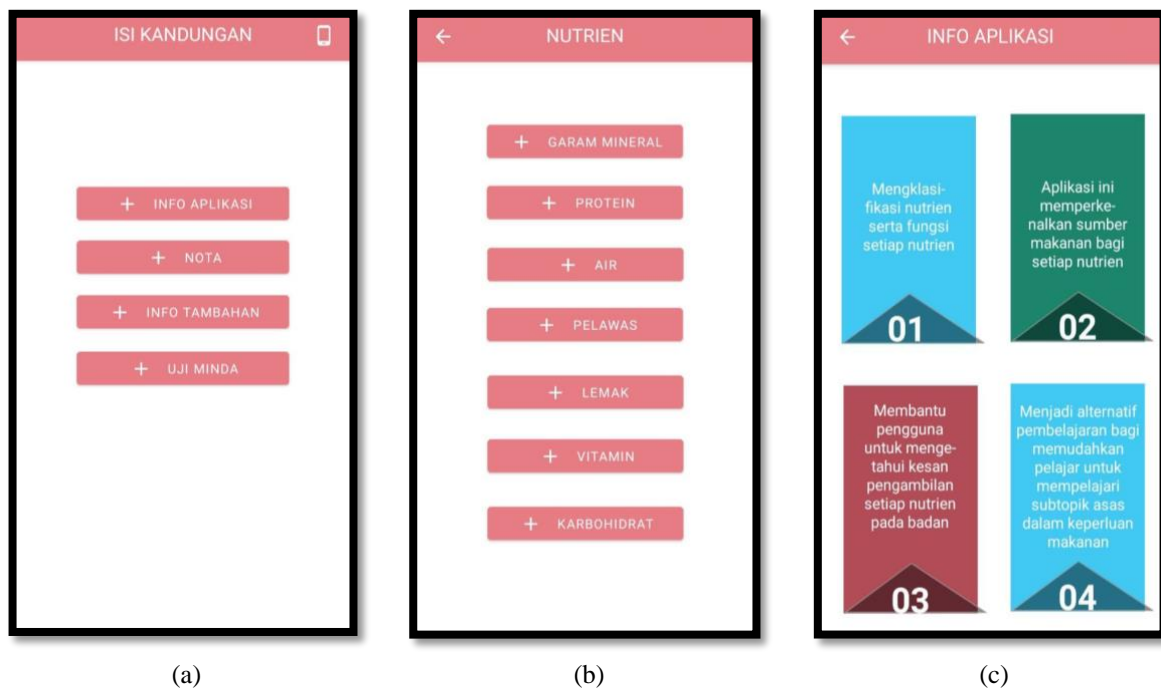 ISI KANDUNGAN
+ INFO APLIKASI
+ NOTA
+ INFO TAMBAHAN
+ UJI MINDA
(a)
NUTRIEN
+ GARAM MINERAL
+ PROTEIN
+ AIR
+ PELAWAS
+ LEMAK
+ VITAMIN
+ KARBOHIDRAT
(b)
INFO APLIKASI
Mengklasi-
fikasi nutrien
serta fungsi
setiap nutrien
01
Aplikasi ini
memperke-
nalkan sumber
makanan bagi
setiap nutrien
02
Membantu
pengguna
untuk menge-
tahui kesan
pengambilan
setiap nutrien
pada badan
03
Menjadi alternatif
pembelajaran bagi
memudahkan
pelajar untuk
mempelajari
subtopik asas
dalam keperluan
makanan
04
(c)